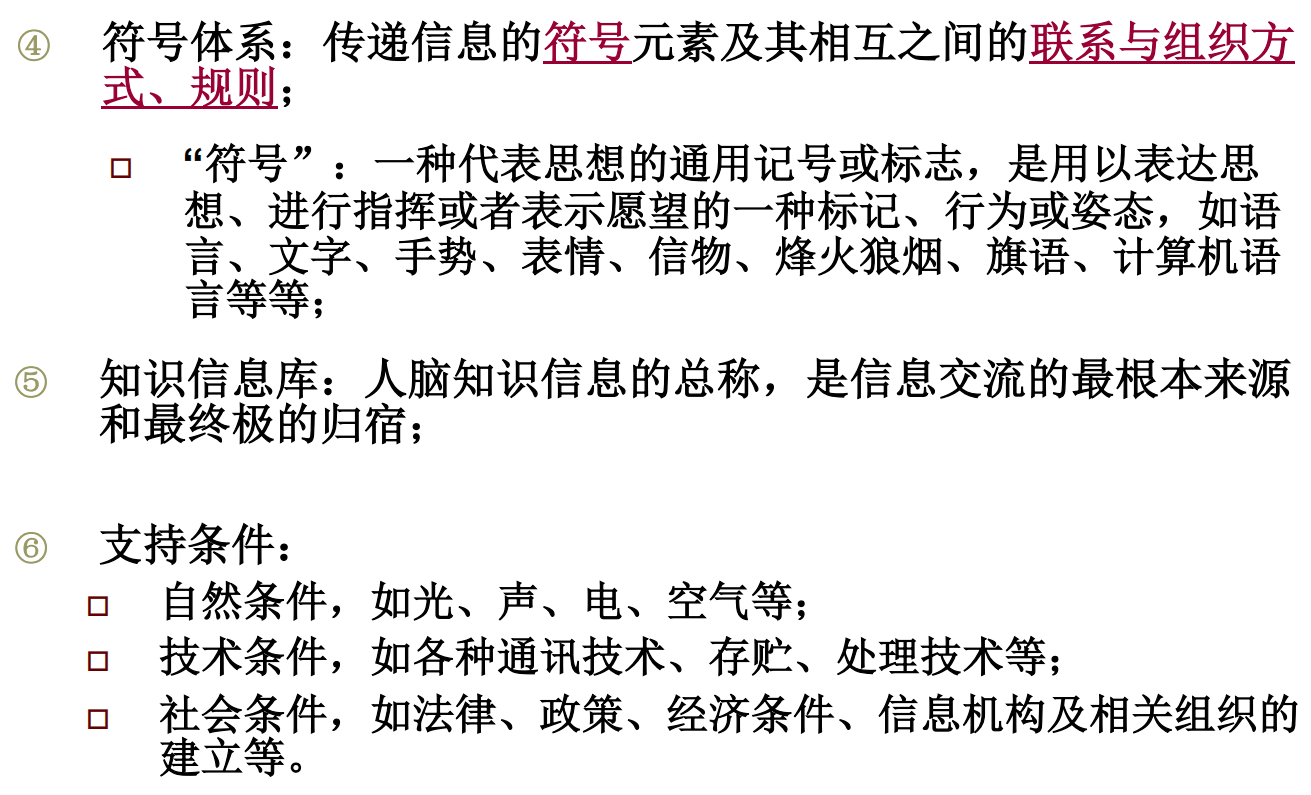 ④ 符号体系：传递信息的符号元素及其相互之间的联系与组织方
式、规则；
□ “符号”：一种代表思想的通用记号或标志，是用以表达思
想、进行指挥或者表示愿望的一种标记、行为或姿态，如语
言、文字、手势、表情、信物、烽火狼烟、旗语、计算机语
言等等；
⑤ 知识信息库：人脑知识信息的总称，是信息交流的最根本来源
和最终极的归宿；
⑥ 支持条件：
□ 自然条件，如光、声、电、空气等；
□ 技术条件，如各种通讯技术、存贮、处理技术等；
□ 社会条件，如法律、政策、经济条件、信息机构及相关组织的
建立等。